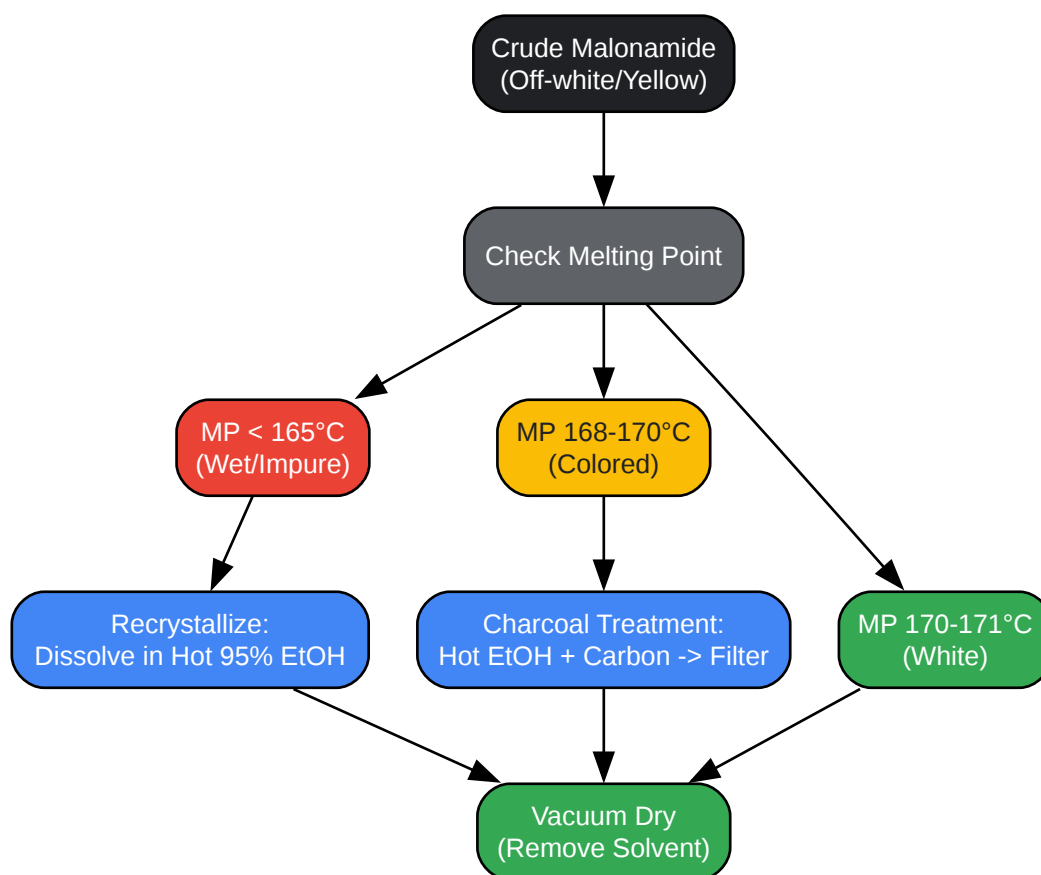 Crude Malonamide
(Off-white/Yellow)
Check Melting Point
MP < 165°C
(Wet/Impure)
MP 168-170°C
(Colored)
Recrystallize:
Dissolve in Hot 95% EtOH
Charcoal Treatment:
Hot EtOH + Carbon -> Filter
MP 170-171°C
(White)
Vacuum Dry
(Remove Solvent)